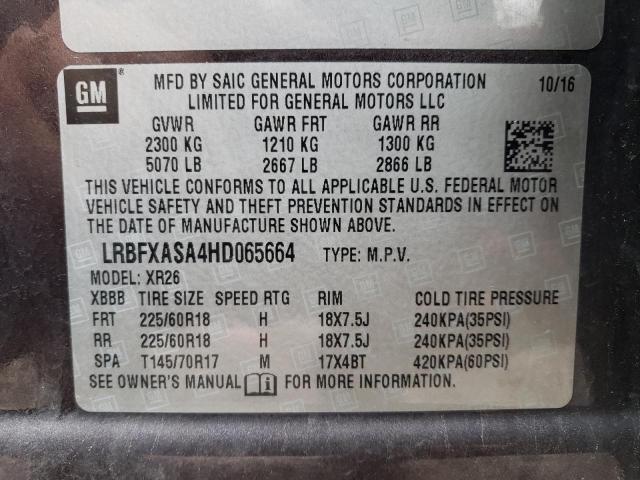 GM
MFD BY SAIC GENERAL MOTORS CORPORATION 10/16
LIMITED FOR GENERAL MOTORS LLC
GVWR GAWR FRT GAWR RR
2300 KG 1210 KG 1300 KG
5070 LB 2667 LB 2866 LB
THIS VEHICLE CONFORMS TO ALL APPLICABLE U.S. FEDERAL MOTOR
VEHICLE SAFETY AND THEFT PREVENTION STANDARDS IN EFFECT ON
THE DATE OF MANUFACTURE SHOWN ABOVE.
LRBFXASA4HD065664 TYPE: M.P.V.
MODEL: XR26
XBBB TIRE SIZE SPEED RTG RIM COLD TIRE PRESSURE
FRT 225/60R18 H 18X7.5J 240KPA(35PSI)
RR 225/60R18 H 18X7.5J 240KPA(35PSI)
SPA T145/70R17 M 17X4BT 420KPA(60PSI)
SEE OWNER'S MANUAL FOR MORE INFORMATION.